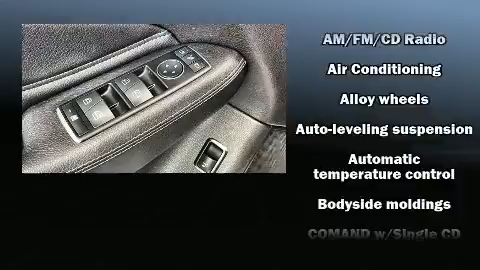 AM/FM/CD Radio
Air Conditioning
Alloy wheels
Auto-leveling suspension
Automatic
temperature control
Bodyside moldings
COMAND w/Single CD